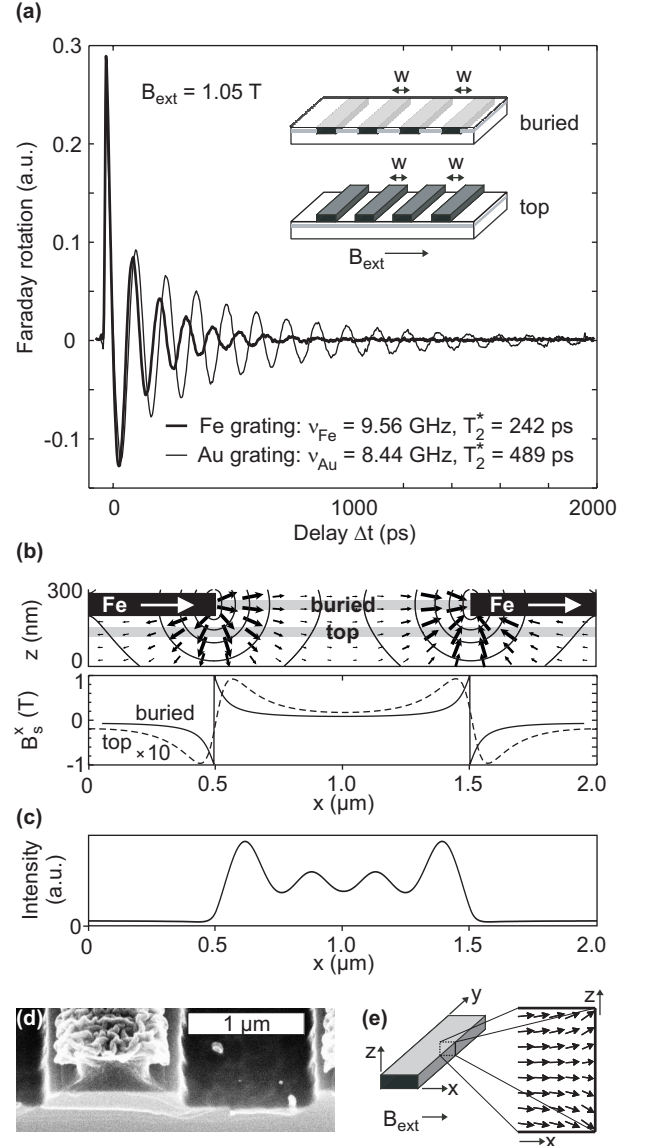 (a)
0.3
0.2
0.1
0
-0.1
Faraday rotation (a.u.)
B_ext = 1.05 T
w w
buried
w w
top
B_ext
Fe grating: ν_Fe = 9.56 GHz, T_2^* = 242 ps
Au grating: ν_Au = 8.44 GHz, T_2^* = 489 ps
0 1000 2000
Delay Δt (ps)
(b)
300
0
z (nm)
Fe buried Fe
top
1
0
-1
B_s^x (T)
buried
top ×10
0 0.5 1.0 1.5 2.0
x (μm)
(c)
Intensity
(a.u.)
0
0 0.5 1.0 1.5 2.0
x (μm)
(d)
1 μm
(e)
y
z
x
B_ext
z
x